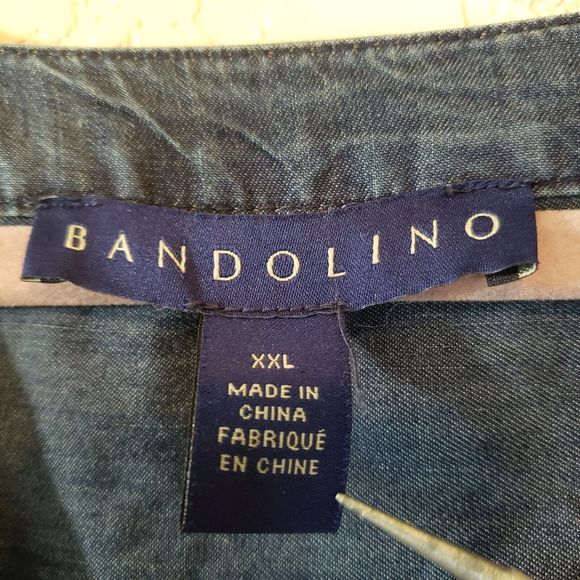 BANDOLINO
XXL
MADE IN
CHINA
FABRIQUÉ
EN CHINE